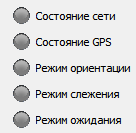 Состояние сети
Состояние GPS
Режим ориентации
Режим слежения
Режим ожидания